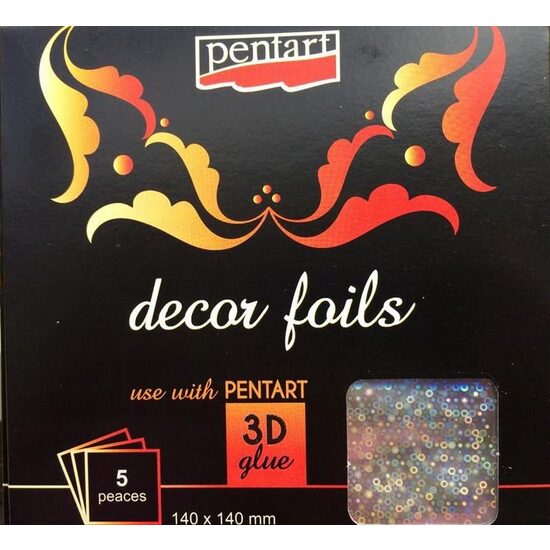 pentart
decor foils
use with PENTART
3D
glue
5
peaces
140 x 140 mm